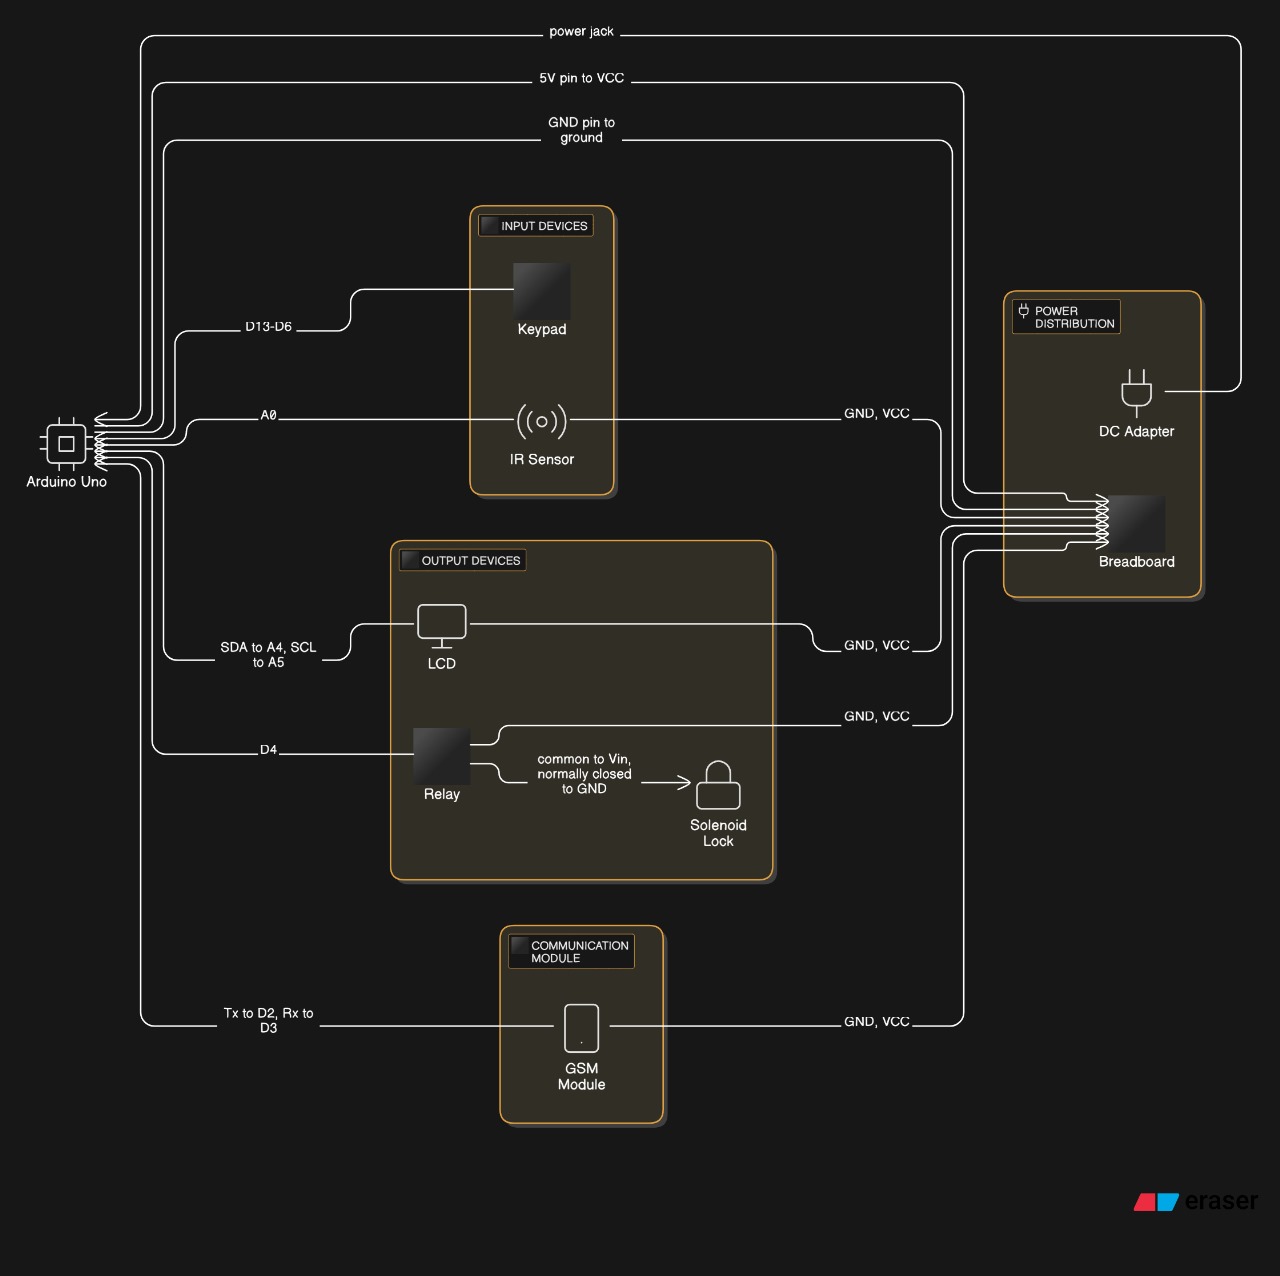 power jack
5V pin to VCC
GND pin to
ground
INPUT DEVICES
Keypad
D13-D6
POWER
DISTRIBUTION
A0
GND, VCC
DC Adapter
IR Sensor
Arduino Uno
Breadboard
OUTPUT DEVICES
SDA to A4, SCL
to A5
LCD
GND, VCC
GND, VCC
D4
common to Vin,
normally closed
to GND
Relay
Solenoid
Lock
COMMUNICATION
MODULE
Tx to D2, Rx to
D3
GND, VCC
GSM
Module
eraser